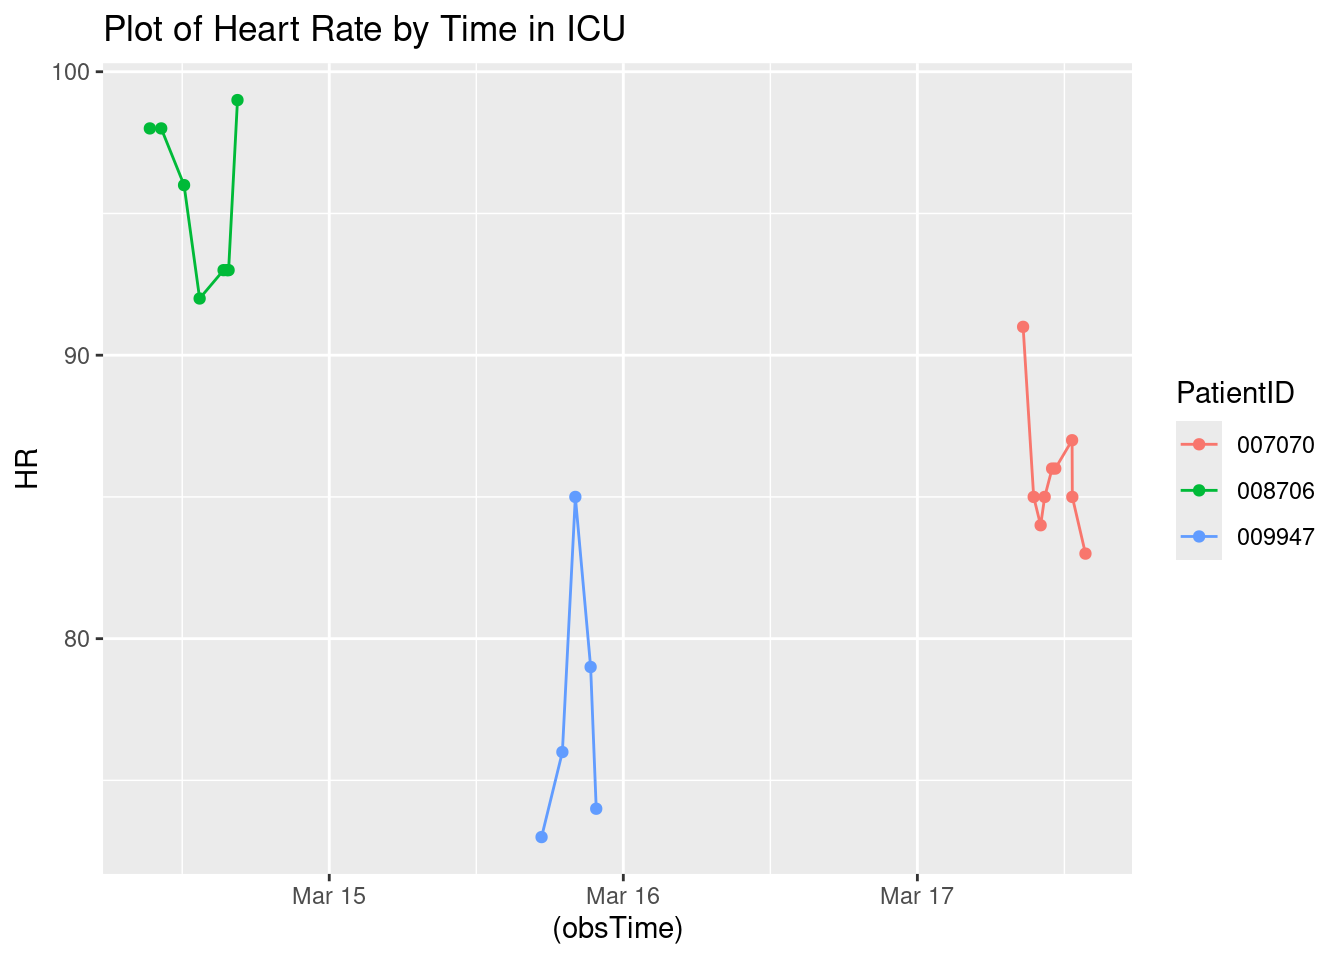 Plot of Heart Rate by Time in ICU
100
90
80
HR
Mar 15
Mar 16
Mar 17
(obsTime)
PatientID
007070
008706
009947